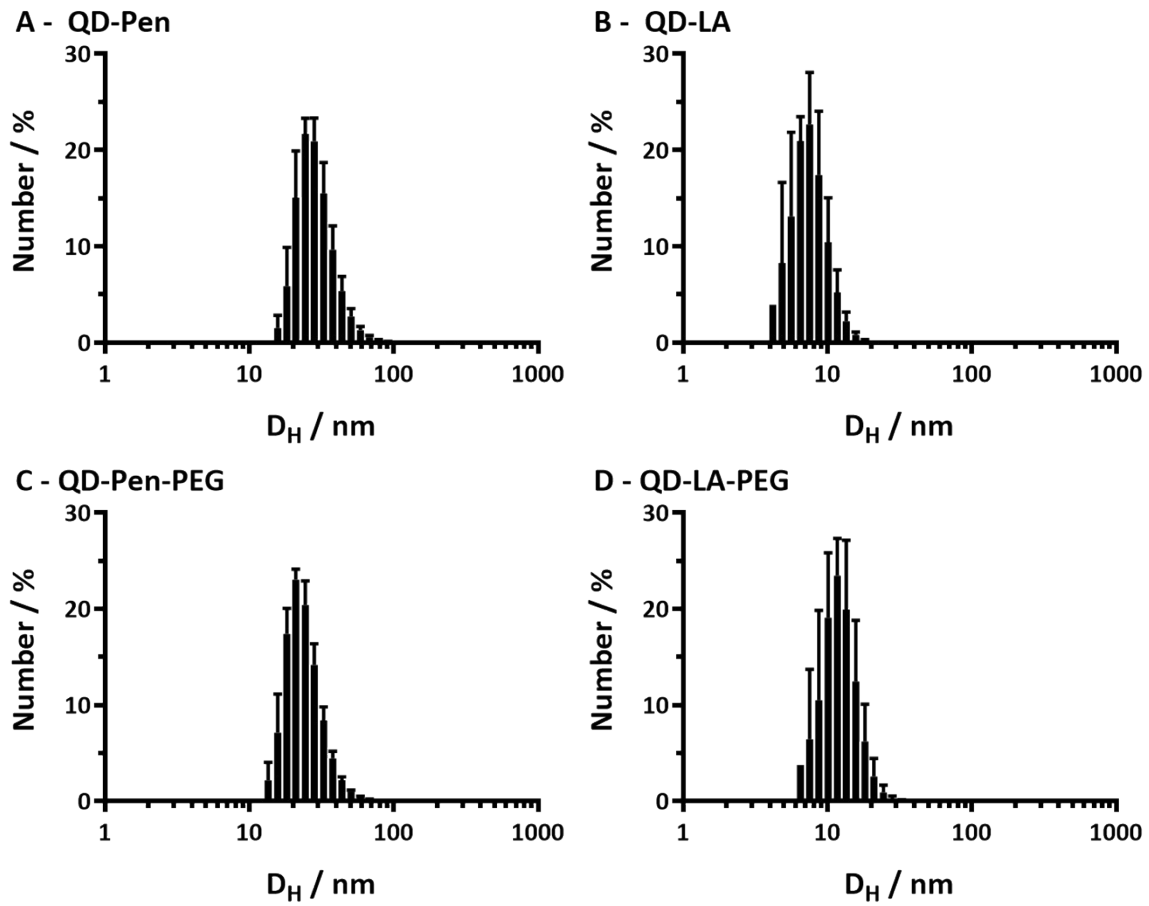 A - QD-Pen
30
20
10
0
Number / %
1 10 100 1000
D_H / nm
B - QD-LA
30
20
10
0
Number / %
1 10 100 1000
D_H / nm
C - QD-Pen-PEG
30
20
10
0
Number / %
1 10 100 1000
D_H / nm
D - QD-LA-PEG
30
20
10
0
Number / %
1 10 100 1000
D_H / nm